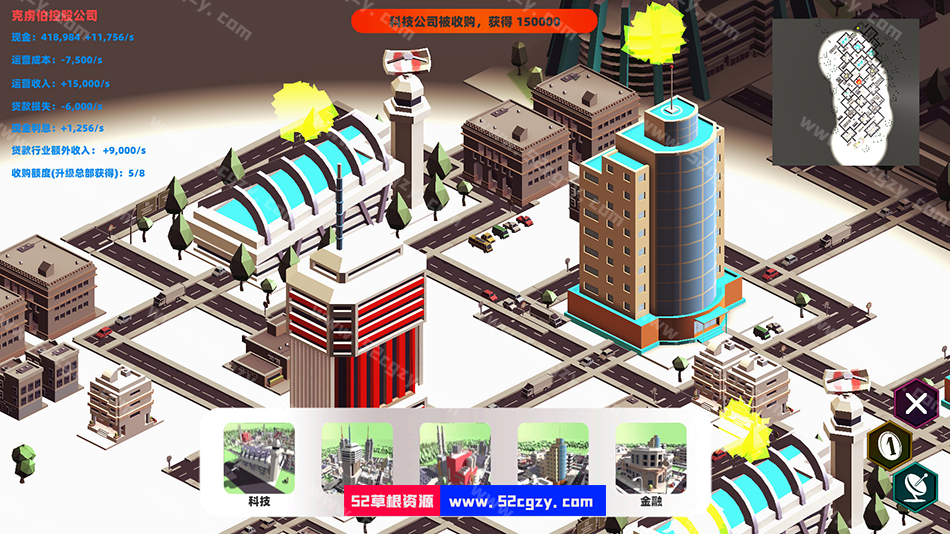 克虏伯控股公司
科技公司被收购，获得 150000
现金：418,984 +11,756/s
运营成本：-7,500/s
运营收入：+15,000/s
贷款损失：-6,000/s
资金利息：+1,256/s
贷款行业额外收入： +9,000/s
收购额度(升级总部获得)：5/8
科技
金融
52草根资源 www.52cgzy.com